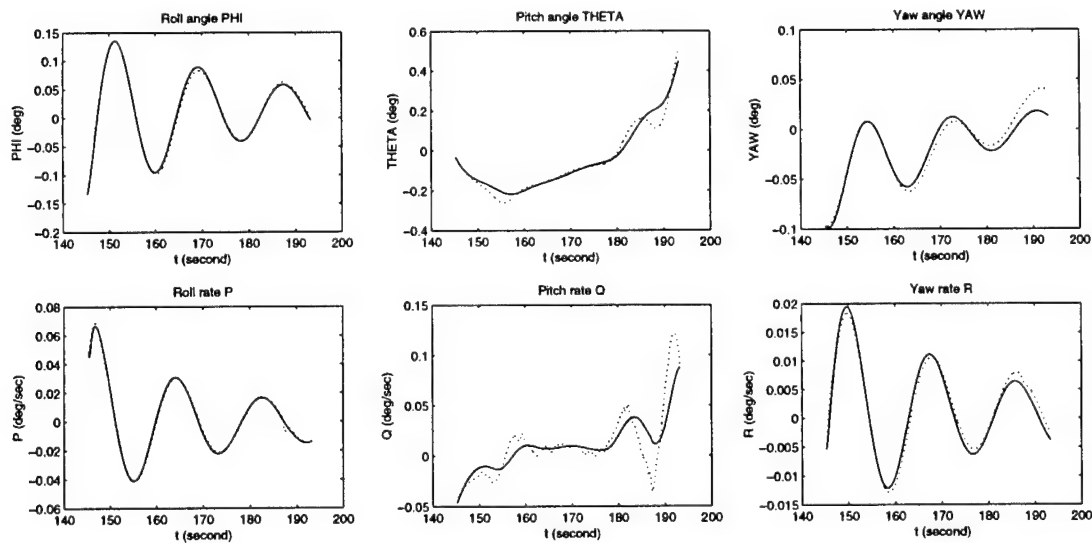 Roll angle PHI
0.15
0.1
0.05
0
−0.05
−0.1
−0.15
−0.2
140 150 160 170 180 190 200
PHI (deg)
t (second)
Pitch angle THETA
0.6
0.4
0.2
0
−0.2
−0.4
140 150 160 170 180 190 200
THETA (deg)
t (second)
Yaw angle YAW
0.1
0.05
0
−0.05
−0.1
140 150 160 170 180 190 200
YAW (deg)
t (second)
Roll rate P
0.08
0.06
0.04
0.02
0
−0.02
−0.04
−0.06
140 150 160 170 180 190 200
P (deg/sec)
t (second)
Pitch rate Q
0.15
0.1
0.05
0
−0.05
140 150 160 170 180 190 200
Q (deg/sec)
t (second)
Yaw rate R
0.02
0.015
0.01
0.005
0
−0.005
−0.01
−0.015
140 150 160 170 180 190 200
R (deg/sec)
t (second)